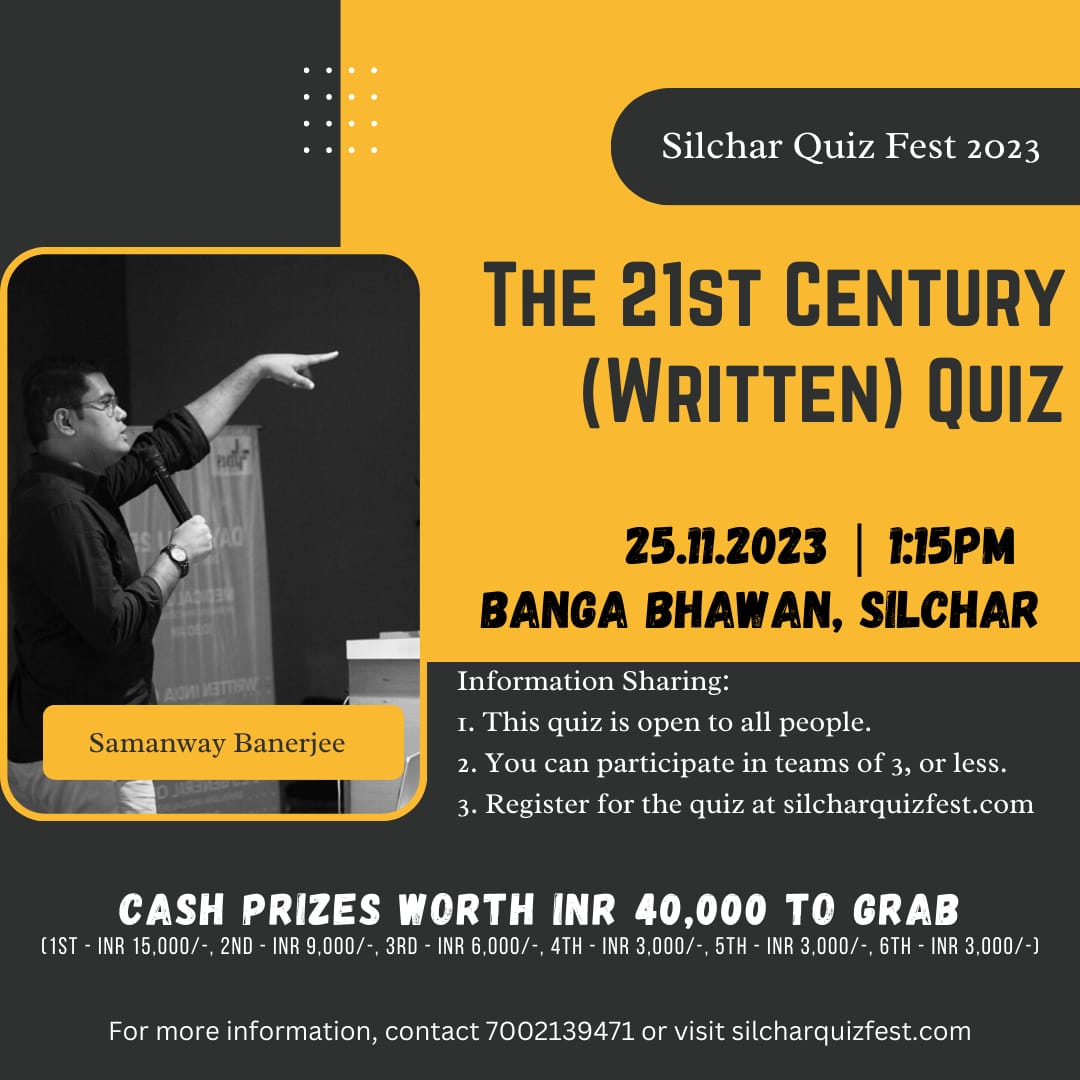 Silchar Quiz Fest 2023
The 21st Century
(Written) Quiz
25.11.2023 | 1:15PM
BANGA BHAWAN, SILCHAR
Samanway Banerjee
Information Sharing:
1. This quiz is open to all people.
2. You can participate in teams of 3, or less.
3. Register for the quiz at silcharquizfest.com
CASH PRIZES WORTH INR 40,000 TO GRAB
(1ST - INR 15,000/-, 2ND - INR 9,000/-, 3RD - INR 6,000/-, 4TH - INR 3,000/-, 5TH - INR 3,000/-, 6TH - INR 3,000/-)
For more information, contact 7002139471 or visit silcharquizfest.com